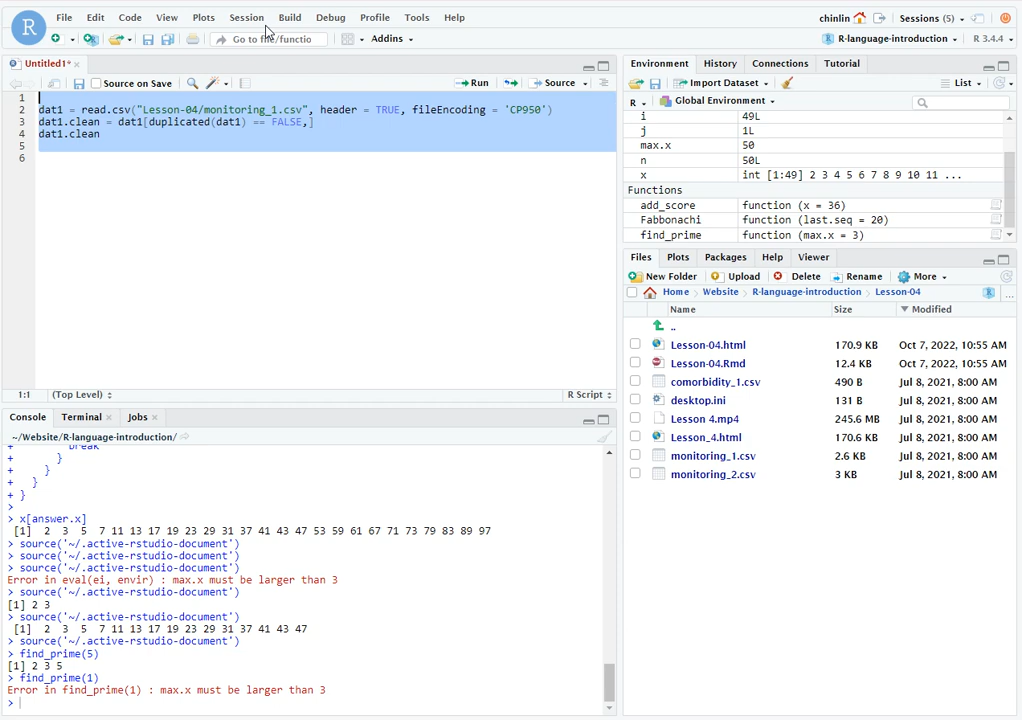 File Edit Code View Plots Session Build Debug Profile Tools Help
chinlin Sessions (5)
Go to file/functio Addins
R-language-introduction R 3.4.4
Untitled1*
Source on Save Run Source
1
2 dat1 = read.csv("Lesson-04/monitoring_1.csv", header = TRUE, fileEncoding = 'CP950')
3 dat1.clean = dat1[duplicated(dat1) == FALSE,]
4 dat1.clean
5
6
1:1 (Top Level) R Script
Console Terminal Jobs
~/Website/R-language-introduction/
+ break
+ }
+ }
+ }
+ }
>
> x[answer.x]
[1] 2 3 5 7 11 13 17 19 23 29 31 37 41 43 47 53 59 61 67 71 73 79 83 89 97
> source('~/.active-rstudio-document')
> source('~/.active-rstudio-document')
> source('~/.active-rstudio-document')
Error in eval(ei, envir) : max.x must be larger than 3
> source('~/.active-rstudio-document')
[1] 2 3
> source('~/.active-rstudio-document')
[1] 2 3 5 7 11 13 17 19 23 29 31 37 41 43 47
> source('~/.active-rstudio-document')
> find_prime(5)
[1] 2 3 5
> find_prime(1)
Error in find_prime(1) : max.x must be larger than 3
>
Environment History Connections Tutorial
Import Dataset List
R Global Environment
i 49L
j 1L
max.x 50
n 50L
x int [1:49] 2 3 4 5 6 7 8 9 10 11 ...
Functions
add_score function (x = 36)
Fabbonachi function (last.seq = 20)
find_prime function (max.x = 3)
Files Plots Packages Help Viewer
New Folder Upload Delete Rename More
Home Website R-language-introduction Lesson-04 ...
Name Size Modified
..
Lesson-04.html 170.9 KB Oct 7, 2022, 10:55 AM
Lesson-04.Rmd 12.4 KB Oct 7, 2022, 10:55 AM
comorbidity_1.csv 490 B Jul 8, 2021, 8:00 AM
desktop.ini 131 B Jul 8, 2021, 8:00 AM
Lesson 4.mp4 245.6 MB Jul 8, 2021, 8:00 AM
Lesson_4.html 170.6 KB Jul 8, 2021, 8:00 AM
monitoring_1.csv 2.6 KB Jul 8, 2021, 8:00 AM
monitoring_2.csv 3 KB Jul 8, 2021, 8:00 AM